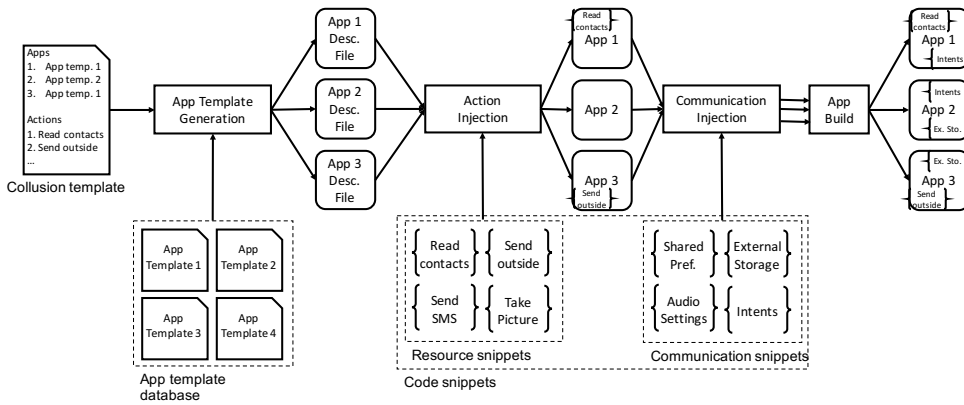 Apps
1. App temp. 1
2. App temp. 2
3. App temp. 1
Actions
1. Read contacts
2. Send outside
...
Collusion template
App Template
Generation
App
Template 1
App
Template 2
App
Template 3
App
Template 4
App template
database
App 1
Desc.
File
App 2
Desc.
File
App 3
Desc.
File
Action
Injection
Read
contacts
App 1
App 2
App 3
Send
outside
Communication
Injection
App
Build
Read
contacts
App 1
Intents
Intents
App 2
Ex. Sto.
Ex. Sto.
App 3
Send
outside
Read
contacts
Send
outside
Send
SMS
Take
Picture
Resource snippets
Shared
Pref.
External
Storage
Audio
Settings
Intents
Communication snippets
Code snippets